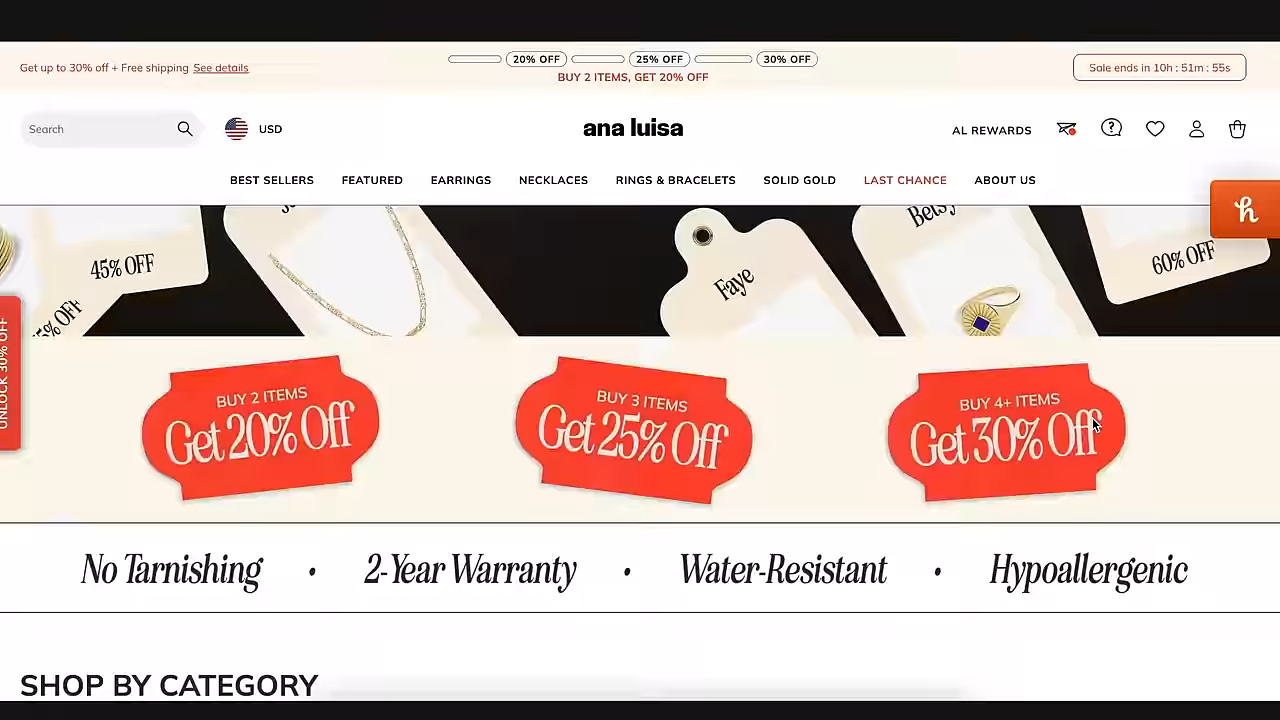 Get up to 30% off + Free shipping See details
20% OFF 25% OFF 30% OFF
BUY 2 ITEMS, GET 20% OFF
Sale ends in 10h : 51m : 55s
Search
USD
ana luisa
AL REWARDS
BEST SELLERS FEATURED EARRINGS NECKLACES RINGS & BRACELETS SOLID GOLD LAST CHANCE ABOUT US
45% OFF
Faye
Betsy
60% OFF
UNLOCK 30% OFF
BUY 2 ITEMS
Get 20% Off
BUY 3 ITEMS
Get 25% Off
BUY 4+ ITEMS
Get 30% Off
No Tarnishing • 2-Year Warranty • Water-Resistant • Hypoallergenic
SHOP BY CATEGORY